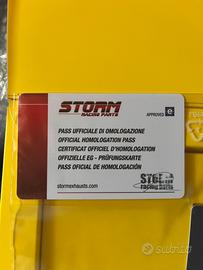 STORM
RACING PARTS
APPROVED e
PASS UFFICIALE DI OMOLOGAZIONE
OFFICIAL HOMOLOGATION PASS
CERTIFICAT OFFICIEL D'HOMOLOGATION
OFFIZIELLE EG - PRÜFUNGSKARTE
PASS OFICIAL DE HOMOLOGACIÓN
stormexhausts.com
racing parts
subito